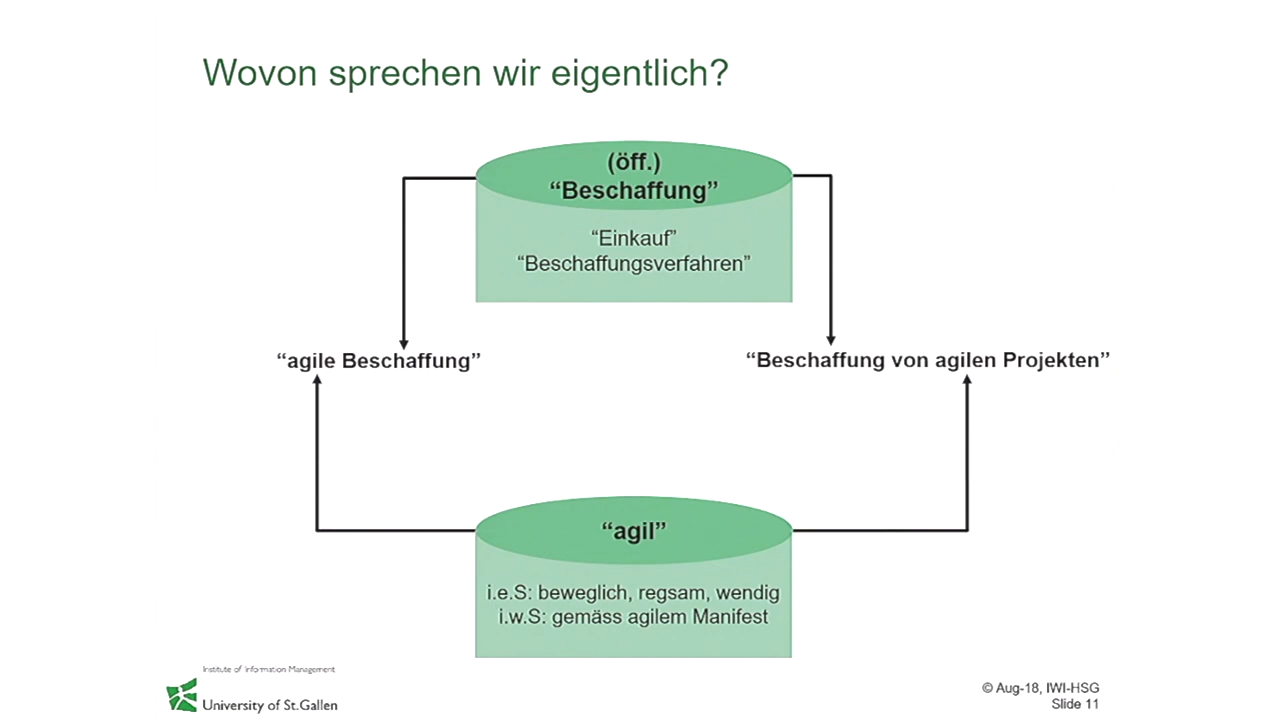 Wovon sprechen wir eigentlich?
(öff.)
“Beschaffung”
“Einkauf”
“Beschaffungsverfahren”
“agile Beschaffung”
“Beschaffung von agilen Projekten”
“agil”
i.e.S: beweglich, regsam, wendig
i.w.S: gemäss agilem Manifest
Institute of Information Management
University of St.Gallen
© Aug-18, IWI-HSG
Slide 11